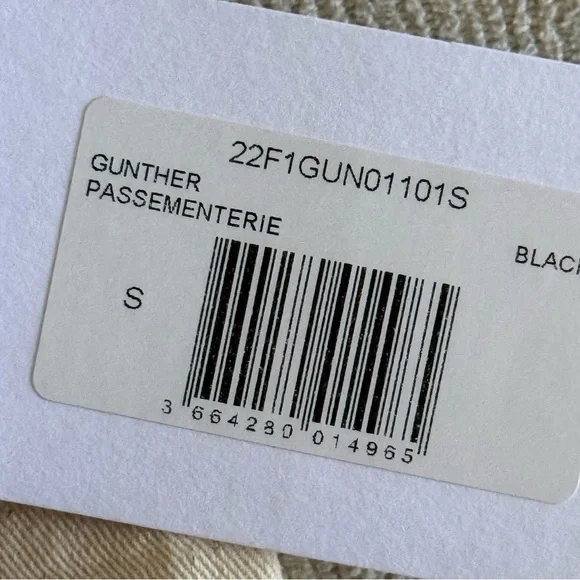 22F1GUN01101S
GUNTHER
PASSEMENTERIE
BLACK
S
3 664280 014965